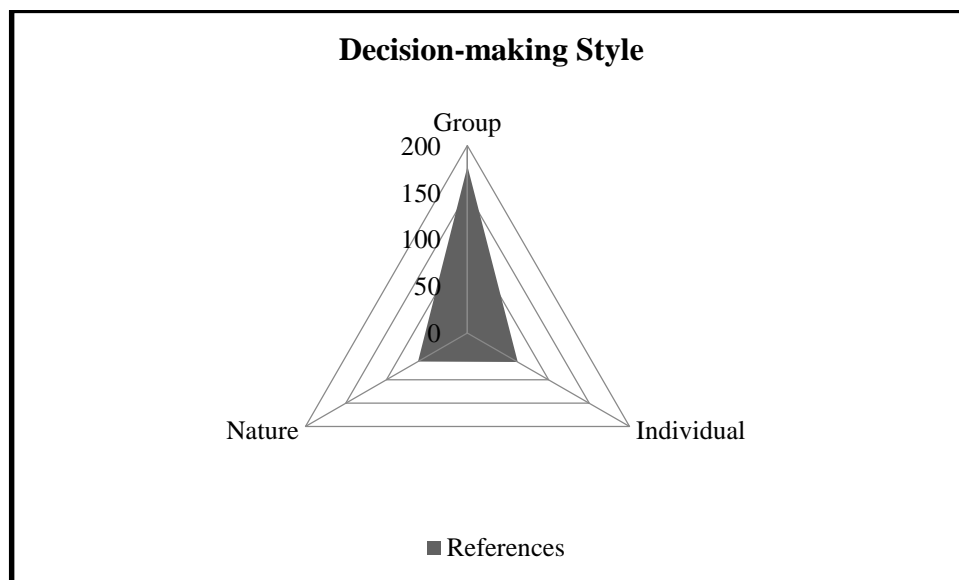 Decision-making Style
Group
200
150
100
50
0
Nature
Individual
References